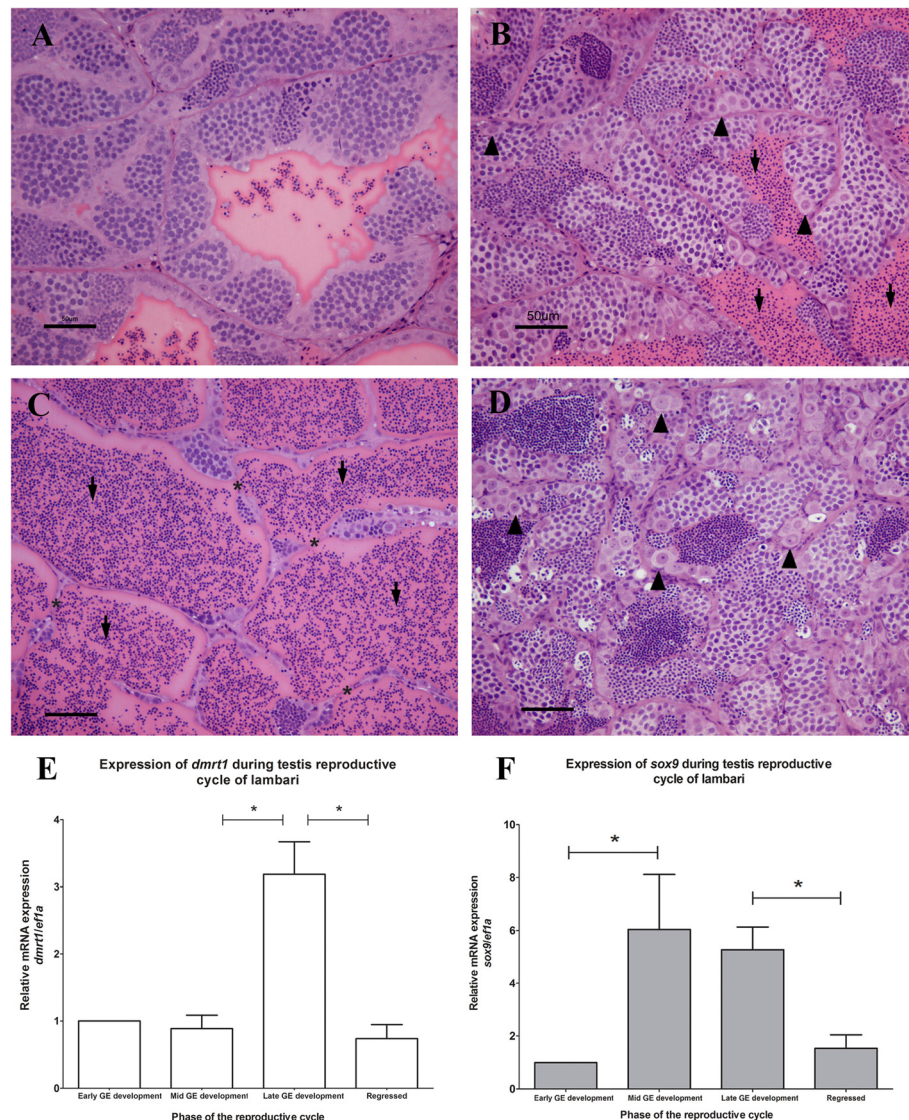 A
B
50µm
50µm
C
D
* * * *
E
Expression of dmrt1 during testis reproductive
cycle of lambari
* *
Relative mRNA expression
dmrt1/ef1a
4
3
2
1
0
Early GE development Mid GE development Late GE development Regressed
Phase of the reproductive cycle
F
Expression of sox9 during testis reproductive
cycle of lambari
* *
Relative mRNA expression
sox9/ef1a
10
8
6
4
2
0
Early GE development Mid GE development Late GE development Regressed
Phase of the reproductive cycle